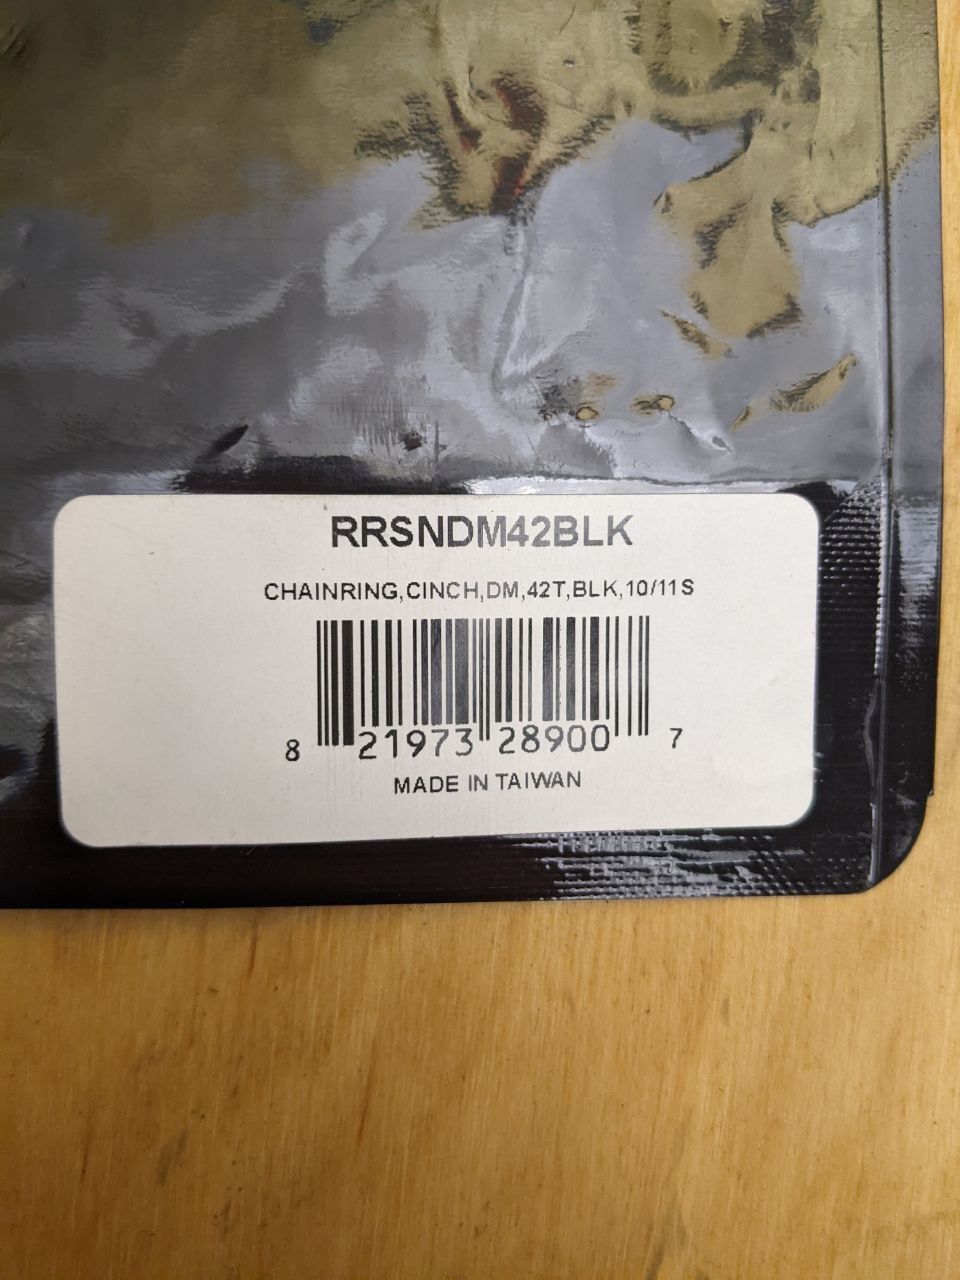 RRSNDM42BLK
CHAINRING,CINCH,DM,42T,BLK,10/11S
8 21973 28900 7
MADE IN TAIWAN